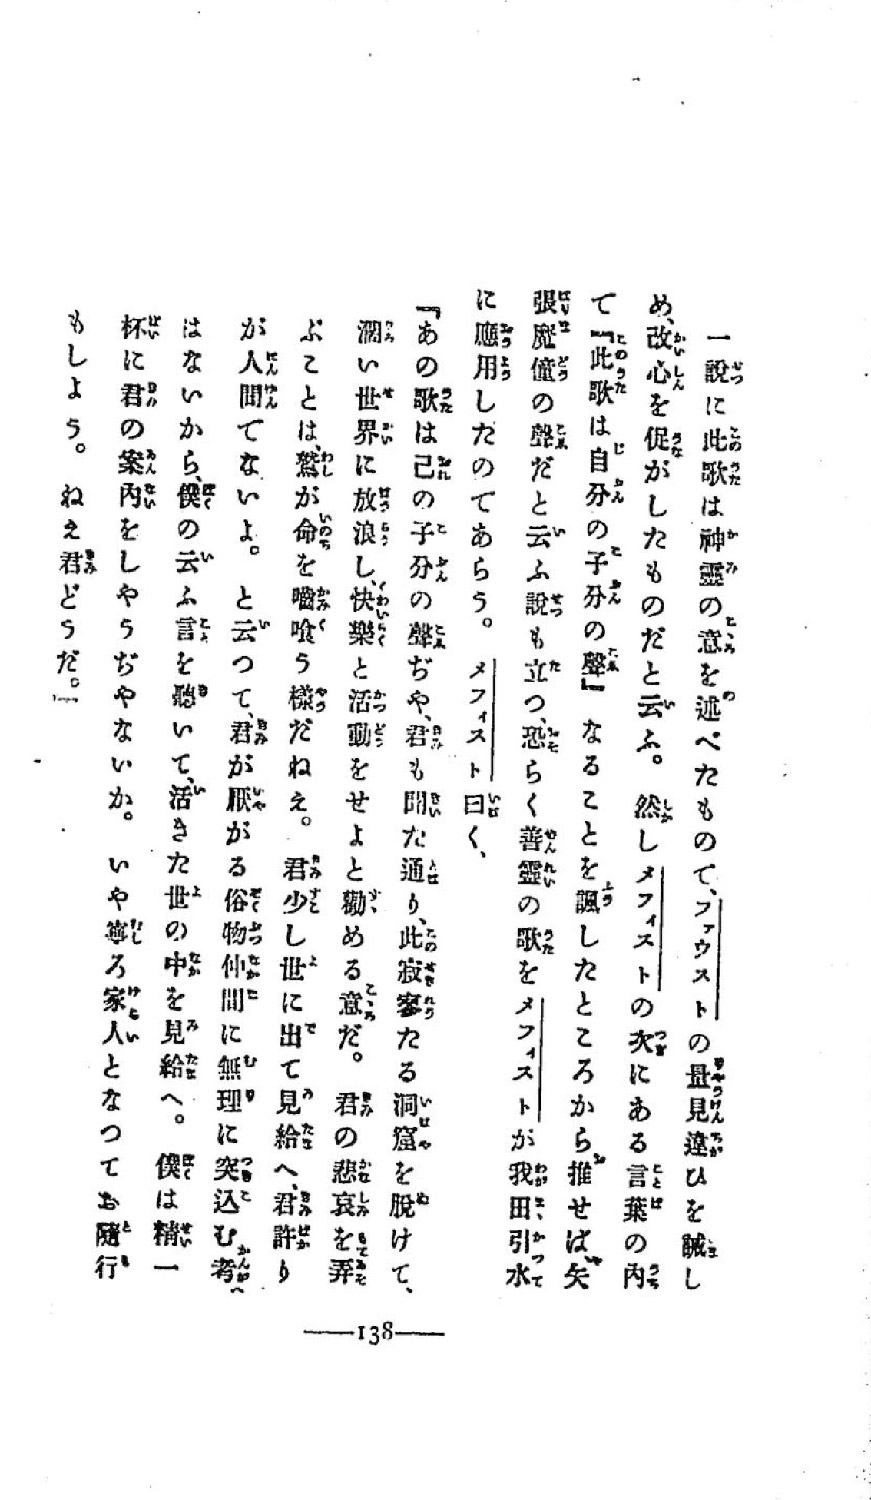 一說に此歌は神靈の意を述べたもので、ファウストの量見違ひを誡し
め、改心を促がしたものだと云ふ。然しメフィストの次にある言葉の內
て『此歌は自分の子分の聲』なることを諷したところから推せば、矢
張魔僮の聲だと云ふ說も立つ、恐らく善靈の歌をメフィストが我田引水
に應用したのであらう。メフィスト曰く、
『あの歌は己の子分の聲ぢや、君も聞た通り、此寂寥たる洞窟を脫けて、
濶い世界に放浪し、快樂と活動をせよと勸める意だ。君の悲哀を弄
ぶことは、鷲が命を嚙喰う樣だねえ。君少し世に出て見給へ、君許り
が人間でないよ。と云つて、君が厭がる俗物仲間に無理に突込む考へ
はないから、僕の云ふ言を聽いて、活きた世の中を見給へ。僕は精一
杯に君の案內をしやうぢやないか。いや寧ろ家人となつてお隨行
もしよう。ねえ君どうだ。』
138